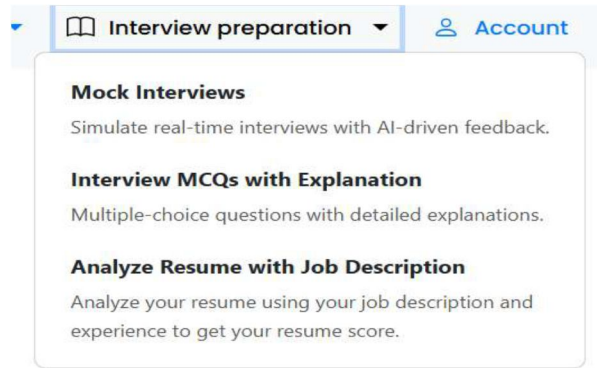 Interview preparation Account
Mock Interviews
Simulate real-time interviews with AI-driven feedback.
Interview MCQs with Explanation
Multiple-choice questions with detailed explanations.
Analyze Resume with Job Description
Analyze your resume using your job description and
experience to get your resume score.